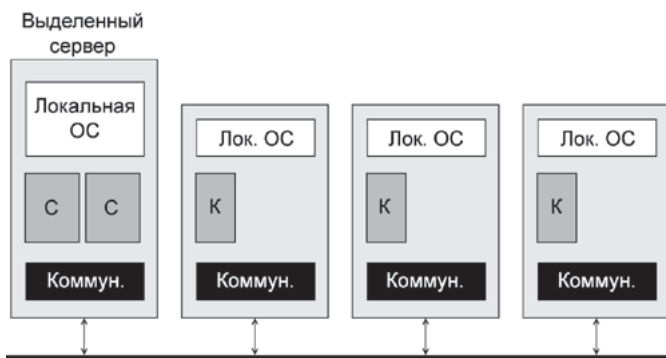 Выделенный
сервер
Локальная
ОС
С С
Коммун.
Лок. ОС
К
Коммун.
Лок. ОС
К
Коммун.
Лок. ОС
К
Коммун.